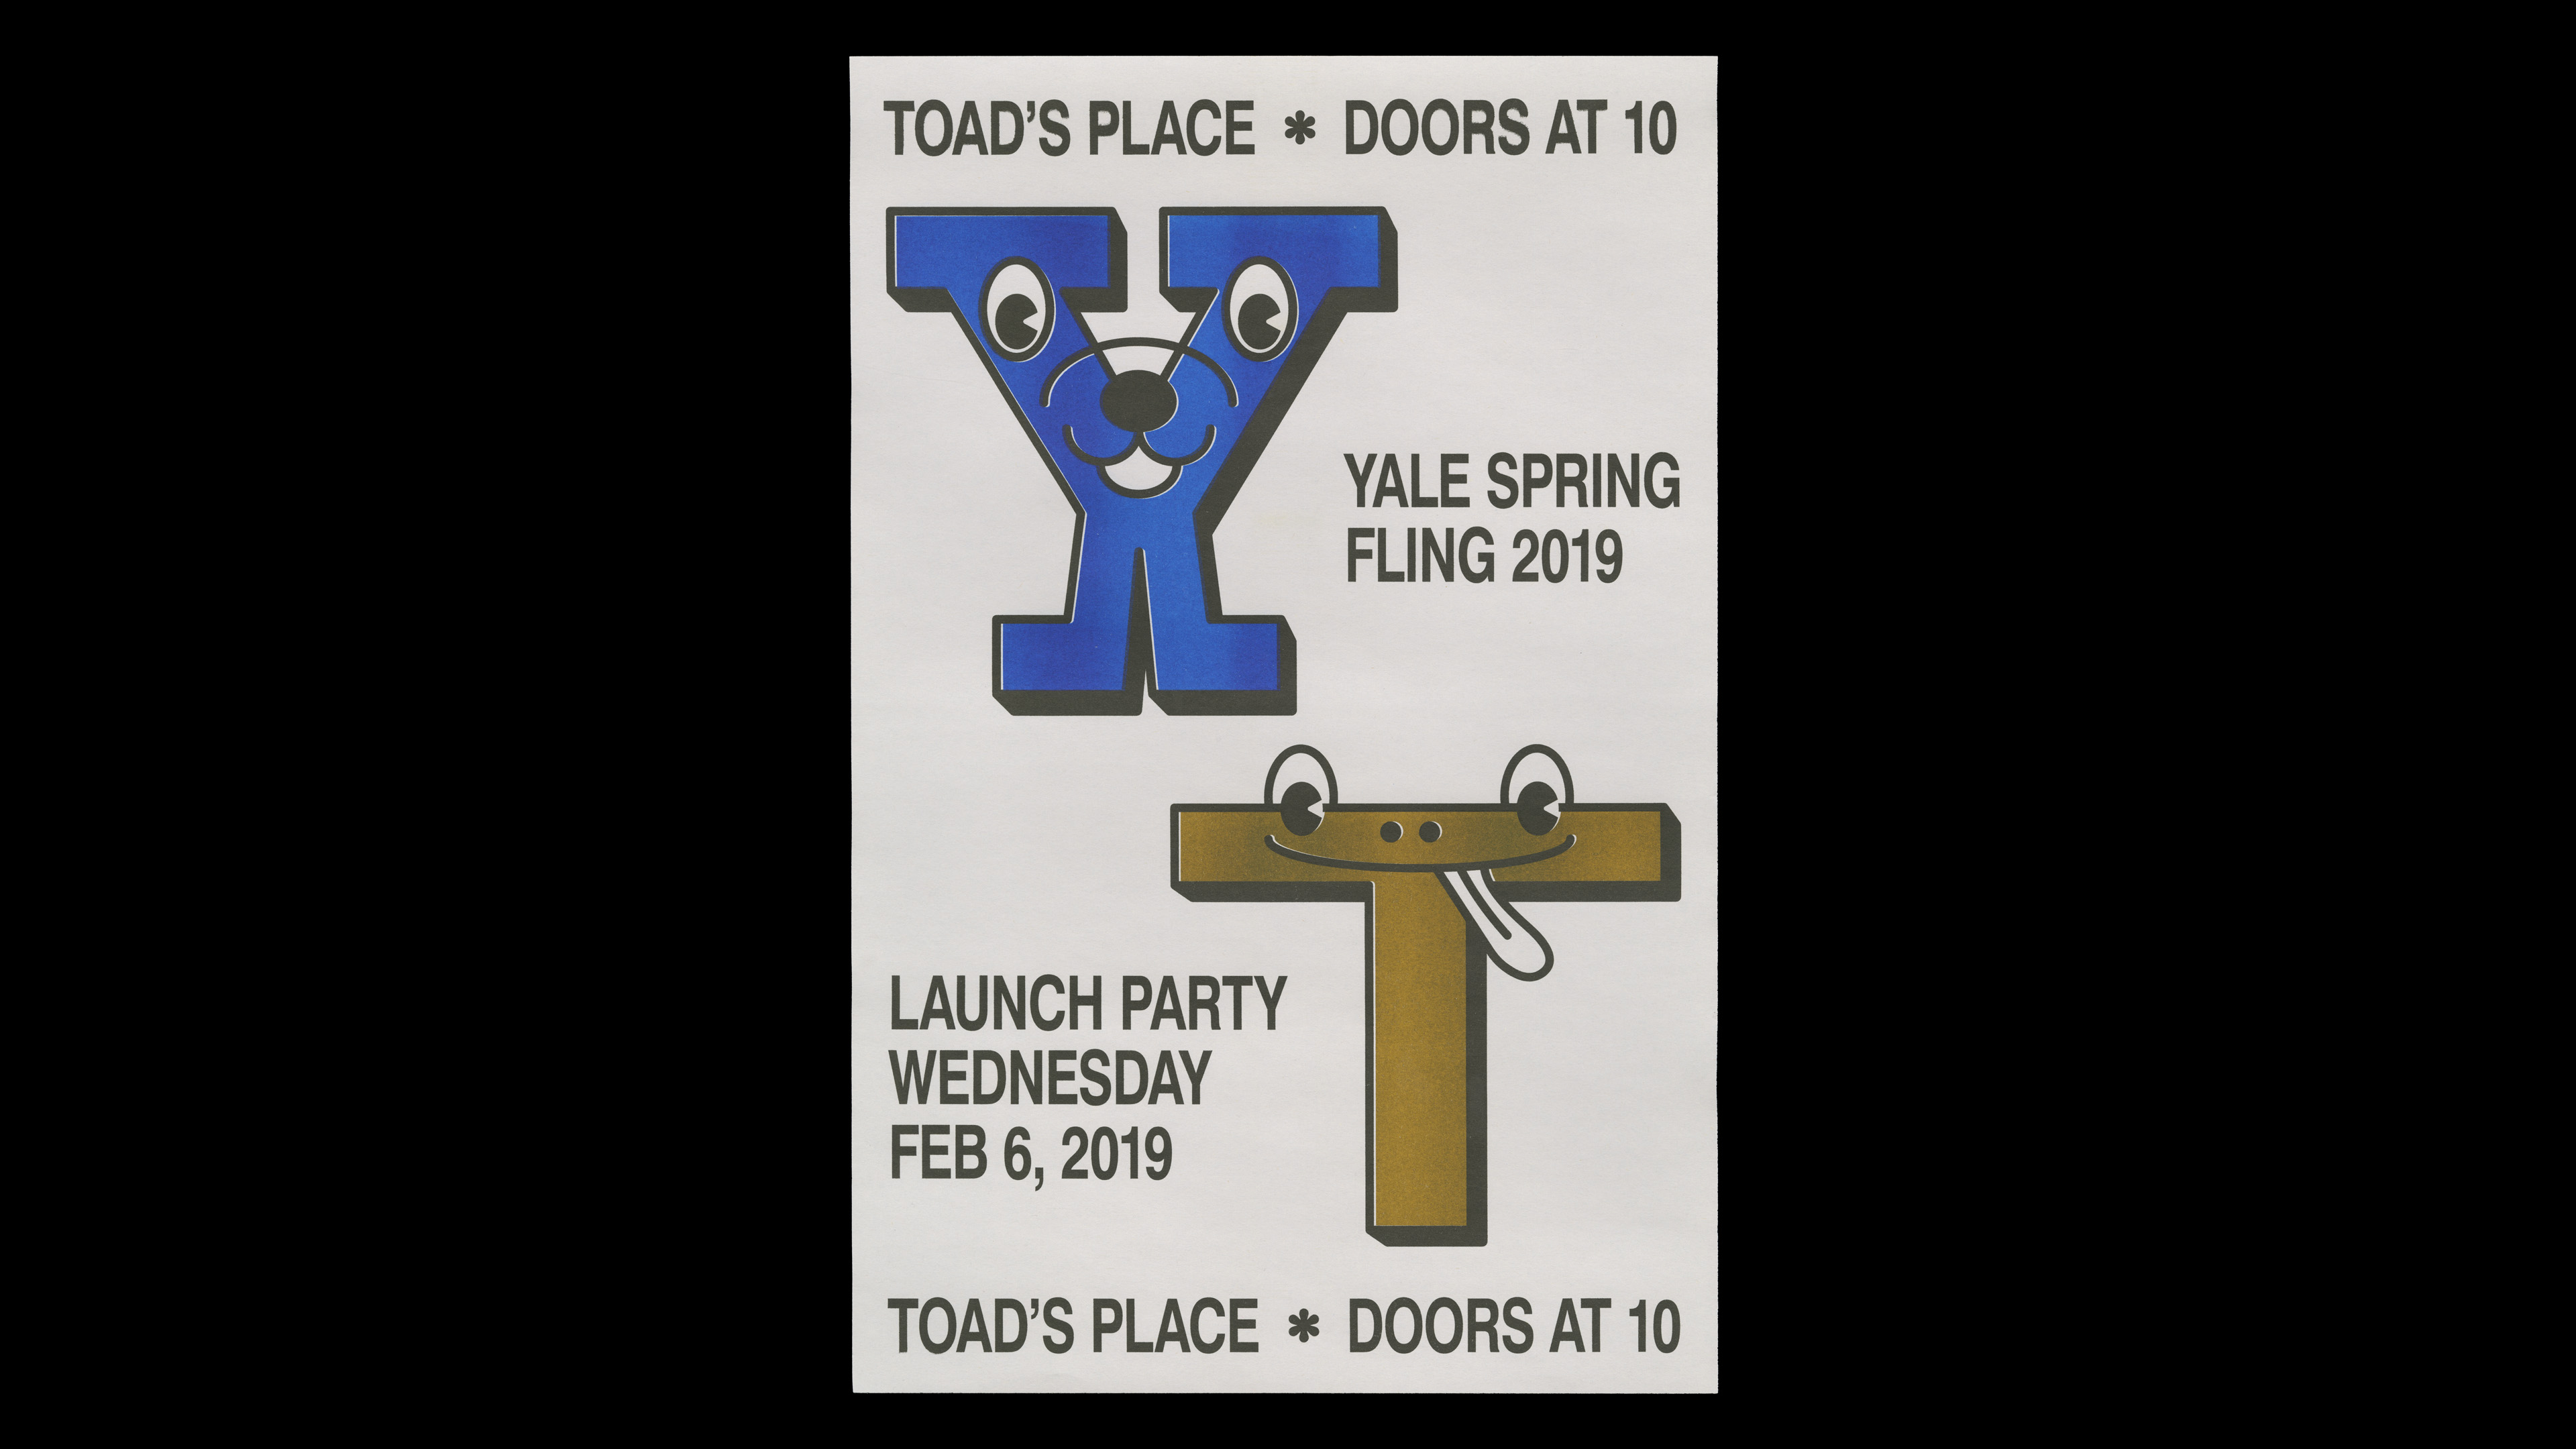 TOAD'S PLACE * DOORS AT 10
Y
YALE SPRING
FLING 2019
T
LAUNCH PARTY
WEDNESDAY
FEB 6, 2019
TOAD'S PLACE * DOORS AT 10